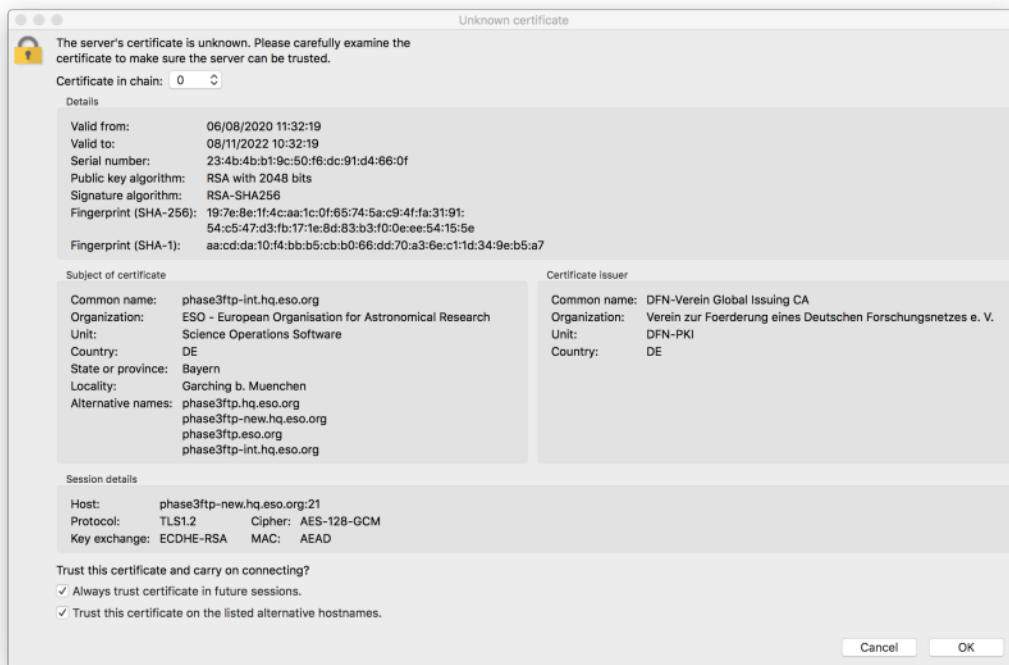 Unknown certificate
The server's certificate is unknown. Please carefully examine the
certificate to make sure the server can be trusted.
Certificate in chain: 0
Details
Valid from: 06/08/2020 11:32:19
Valid to: 08/11/2022 10:32:19
Serial number: 23:4b:4b:b1:9c:50:f6:dc:91:d4:66:0f
Public key algorithm: RSA with 2048 bits
Signature algorithm: RSA-SHA256
Fingerprint (SHA-256): 19:7e:8e:1f:4c:aa:1c:0f:65:74:5a:c9:4f:fa:31:91:
54:c5:47:d3:fb:17:1e:8d:83:b3:f0:0e:ee:54:15:5e
Fingerprint (SHA-1): aa:cd:da:10:f4:bb:b5:cb:b0:66:dd:70:a3:6e:c1:1d:34:9e:b5:a7
Subject of certificate
Common name: phase3ftp-int.hq.eso.org
Organization: ESO - European Organisation for Astronomical Research
Unit: Science Operations Software
Country: DE
State or province: Bayern
Locality: Garching b. Muenchen
Alternative names: phase3ftp.hq.eso.org
phase3ftp-new.hq.eso.org
phase3ftp.eso.org
phase3ftp-int.hq.eso.org
Certificate issuer
Common name: DFN-Verein Global Issuing CA
Organization: Verein zur Foerderung eines Deutschen Forschungsnetzes e. V.
Unit: DFN-PKI
Country: DE
Session details
Host: phase3ftp-new.hq.eso.org:21
Protocol: TLS1.2 Cipher: AES-128-GCM
Key exchange: ECDHE-RSA MAC: AEAD
Trust this certificate and carry on connecting?
Always trust certificate in future sessions.
Trust this certificate on the listed alternative hostnames.
Cancel OK